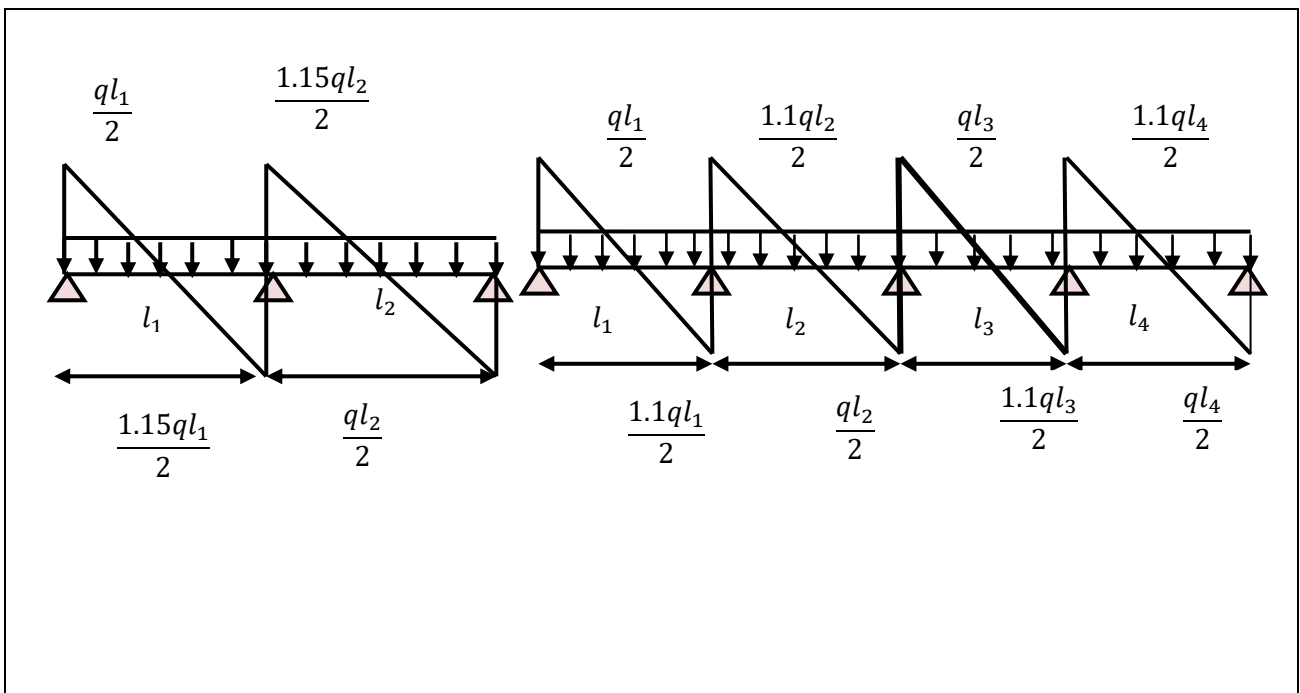 ql₁/2 1.15ql₂/2
ql₁/2 1.1ql₂/2 ql₃/2 1.1ql₄/2
l₁ l₂
l₁ l₂ l₃ l₄
1.15ql₁/2 ql₂/2
1.1ql₁/2 ql₂/2 1.1ql₃/2 ql₄/2